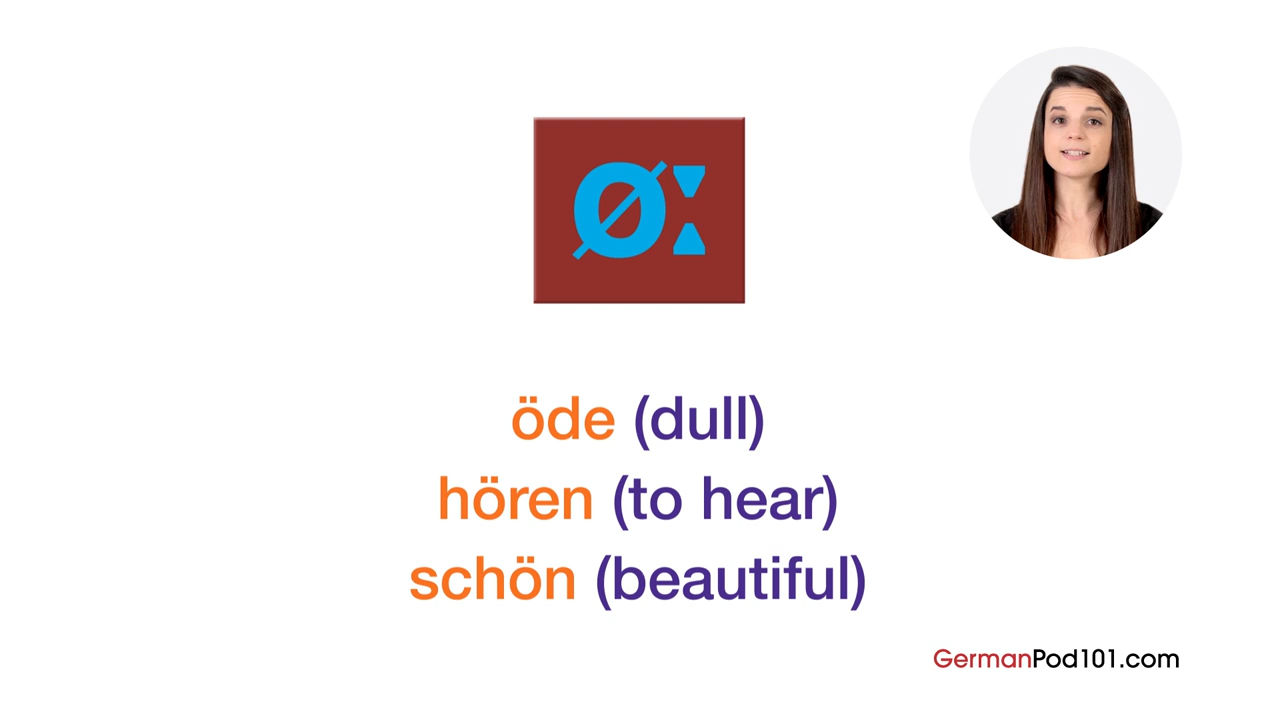 øː
öde (dull)
hören (to hear)
schön (beautiful)
GermanPod101.com